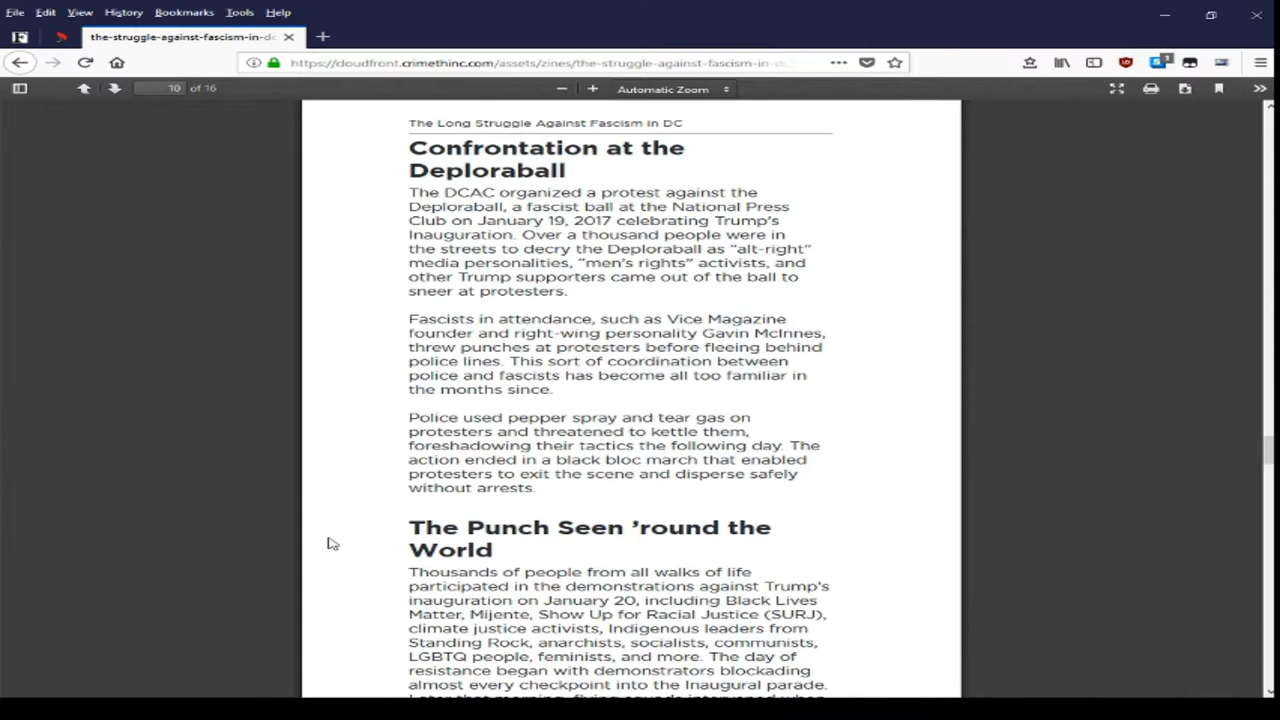 File Edit View History Bookmarks Tools Help
the-struggle-against-fascism-in-dc
https://cloudfront.crimethinc.com/assets/zines/the-struggle-against-fascism-in-dc
10 of 16
Automatic Zoom
The Long Struggle Against Fascism in DC
Confrontation at the
Deploraball
The DCAC organized a protest against the
Deploraball, a fascist ball at the National Press
Club on January 19, 2017 celebrating Trump's
Inauguration. Over a thousand people were in
the streets to decry the Deploraball as “alt-right”
media personalities, “men's rights” activists, and
other Trump supporters came out of the ball to
sneer at protesters.
Fascists in attendance, such as Vice Magazine
founder and right-wing personality Gavin McInnes,
threw punches at protesters before fleeing behind
police lines. This sort of coordination between
police and fascists has become all too familiar in
the months since.
Police used pepper spray and tear gas on
protesters and threatened to kettle them,
foreshadowing their tactics the following day. The
action ended in a black bloc march that enabled
protesters to exit the scene and disperse safely
without arrests.
The Punch Seen ’round the
World
Thousands of people from all walks of life
participated in the demonstrations against Trump's
inauguration on January 20, including Black Lives
Matter, Mijente, Show Up for Racial Justice (SURJ),
climate justice activists, Indigenous leaders from
Standing Rock, anarchists, socialists, communists,
LGBTQ people, feminists, and more. The day of
resistance began with demonstrators blockading
almost every checkpoint into the Inaugural parade.
Later that morning, flying squads intervened when